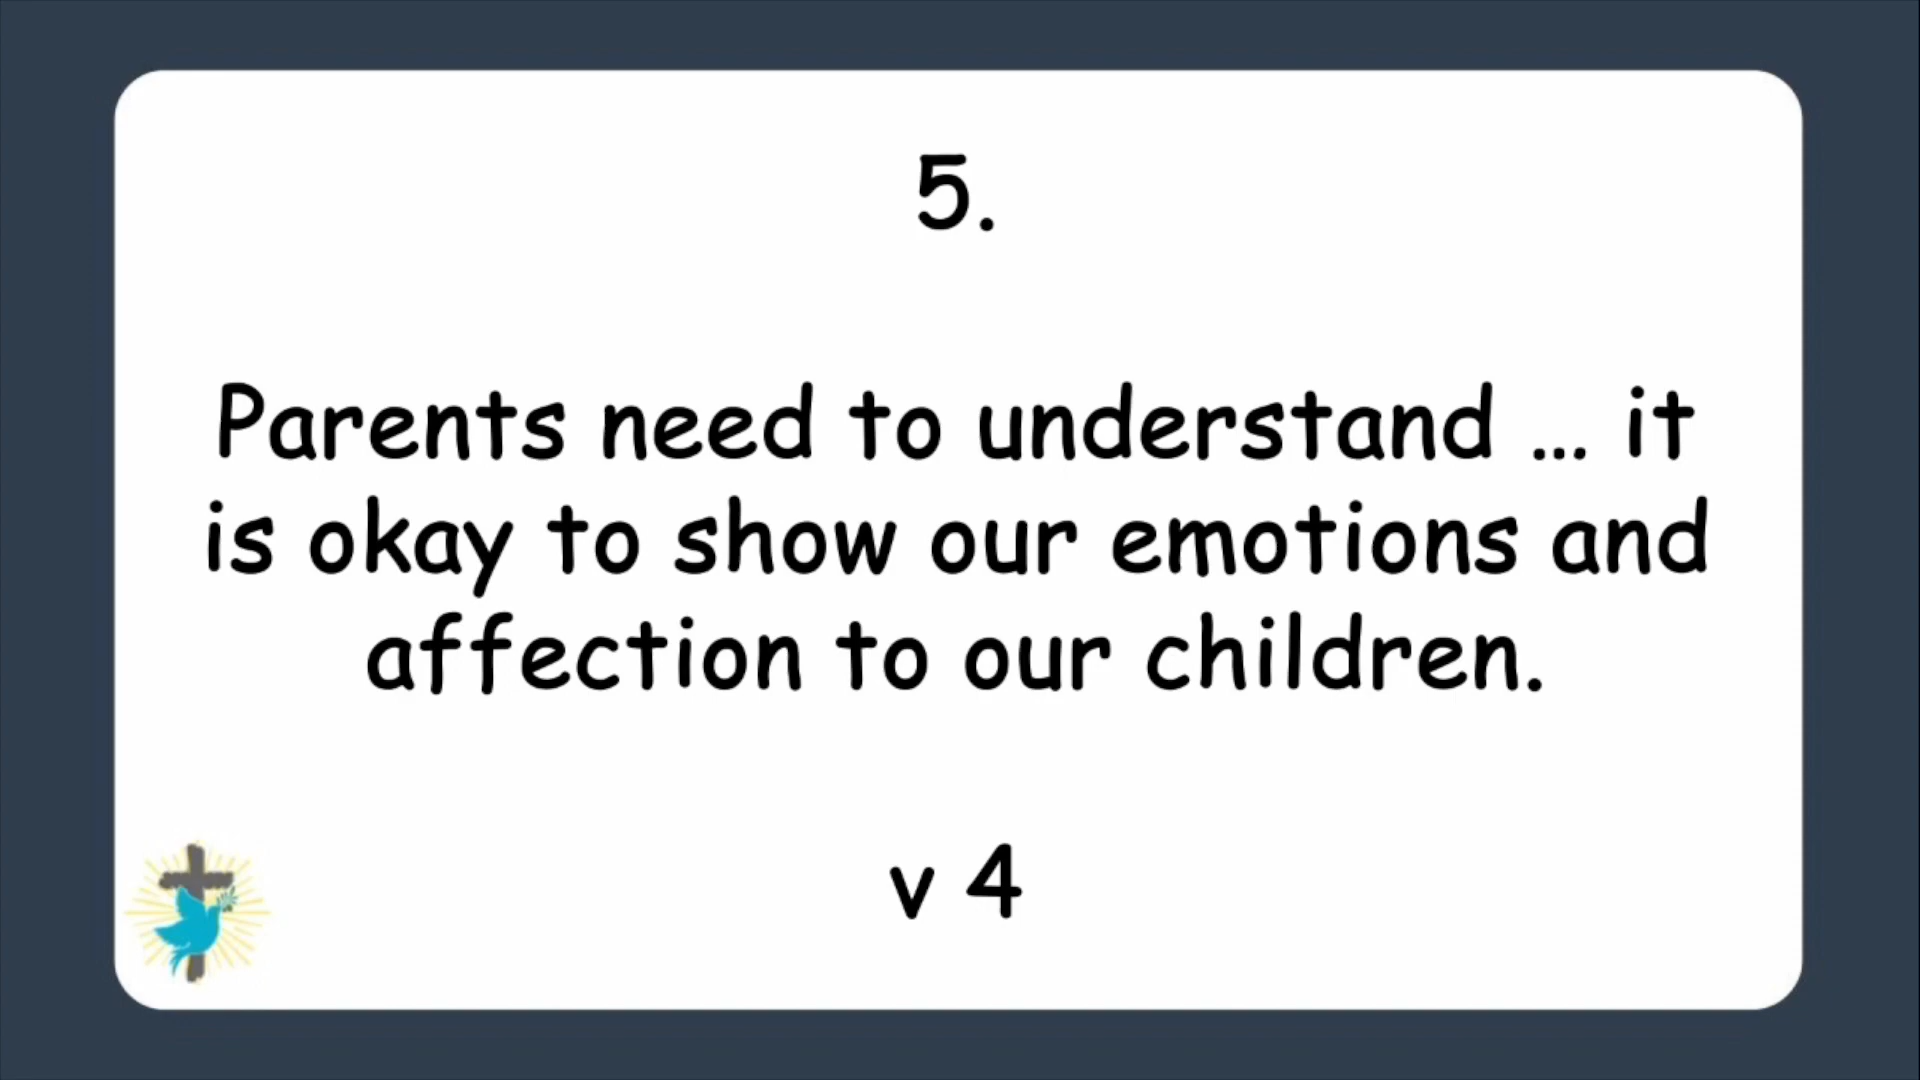 5.
Parents need to understand ... it
is okay to show our emotions and
affection to our children.
v 4